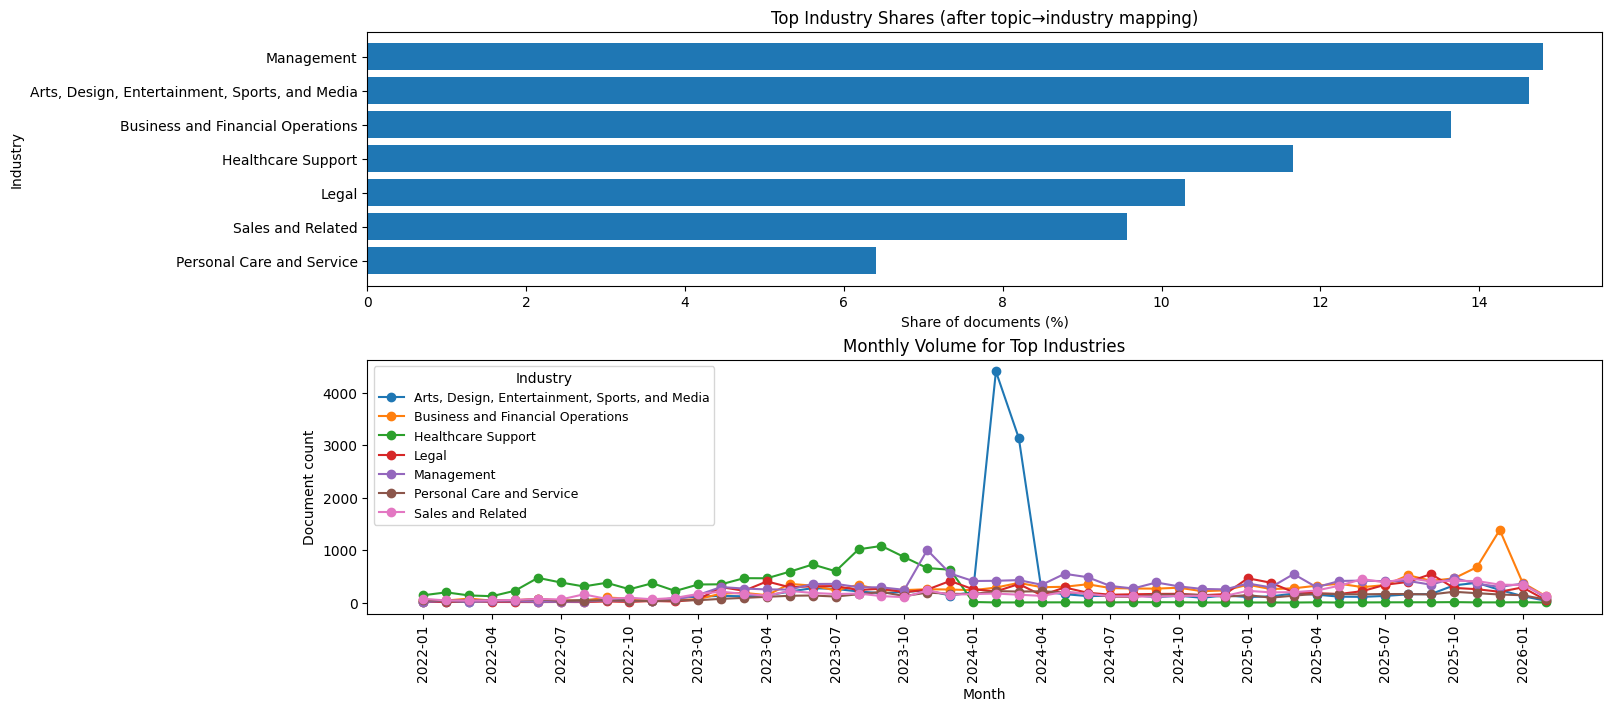 Top Industry Shares (after topic→industry mapping)
Industry
Management
Arts, Design, Entertainment, Sports, and Media
Business and Financial Operations
Healthcare Support
Legal
Sales and Related
Personal Care and Service
0 2 4 6 8 10 12 14
Share of documents (%)
Monthly Volume for Top Industries
Document count
4000
3000
2000
1000
0
Industry
Arts, Design, Entertainment, Sports, and Media
Business and Financial Operations
Healthcare Support
Legal
Management
Personal Care and Service
Sales and Related
2022-01
2022-04
2022-07
2022-10
2023-01
2023-04
2023-07
2023-10
2024-01
2024-04
2024-07
2024-10
2025-01
2025-04
2025-07
2025-10
2026-01
Month